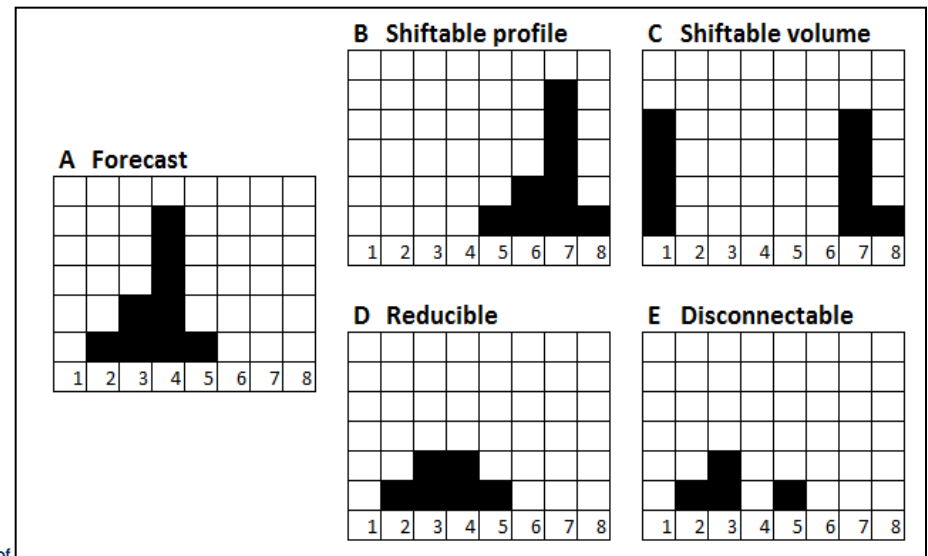 B Shiftable profile
1 2 3 4 5 6 7 8
C Shiftable volume
1 2 3 4 5 6 7 8
A Forecast
1 2 3 4 5 6 7 8
D Reducible
1 2 3 4 5 6 7 8
E Disconnectable
1 2 3 4 5 6 7 8
of